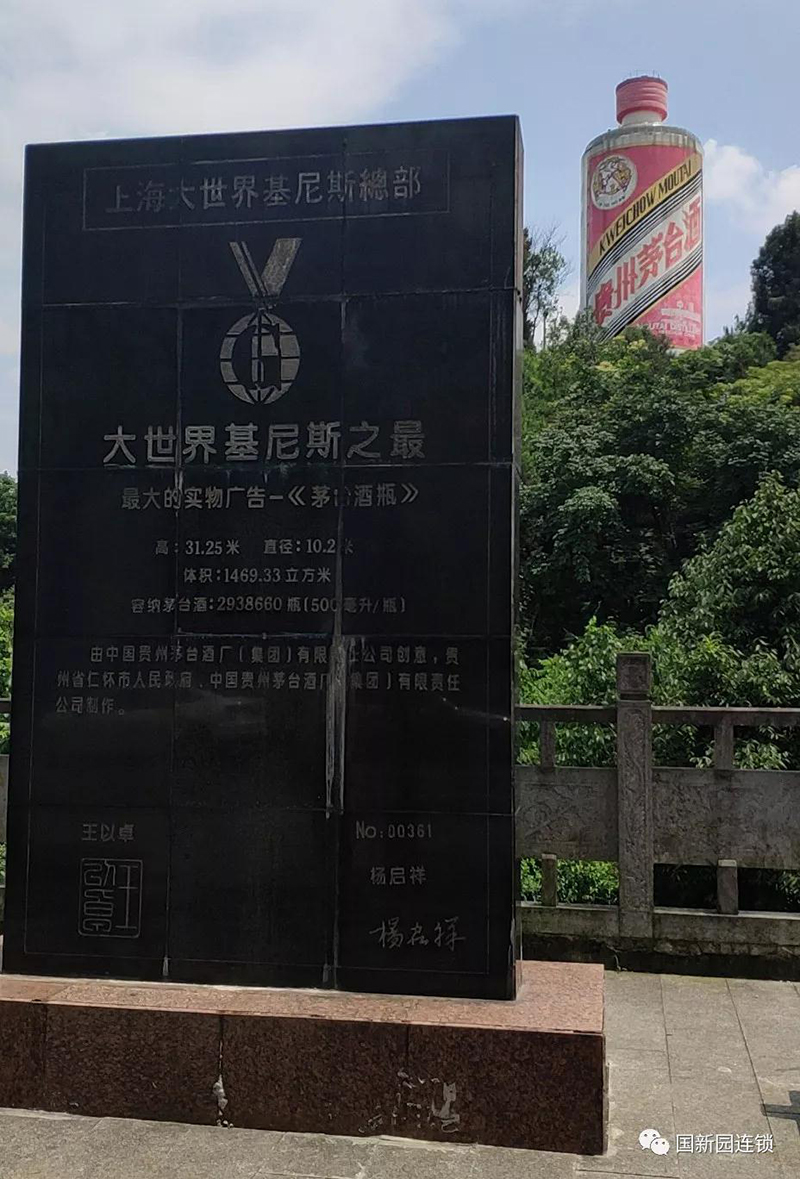 上海大世界基尼斯總部
大世界基尼斯之最
最大的实物广告—《茅台酒瓶》
高:31.25米 直径:10.2米
体积:1469.33立方米
容纳茅台酒:2938660瓶(500毫升/瓶)
由中国贵州茅台酒厂(集团)有限责任公司创意,贵
州省仁怀市人民政府、中国贵州茅台酒厂(集团)有限责任
公司制作。
王以卓
No:00361
杨启祥
楊启祥
KWEICHOW MOUTAI
贵州茅台酒
国新园连锁